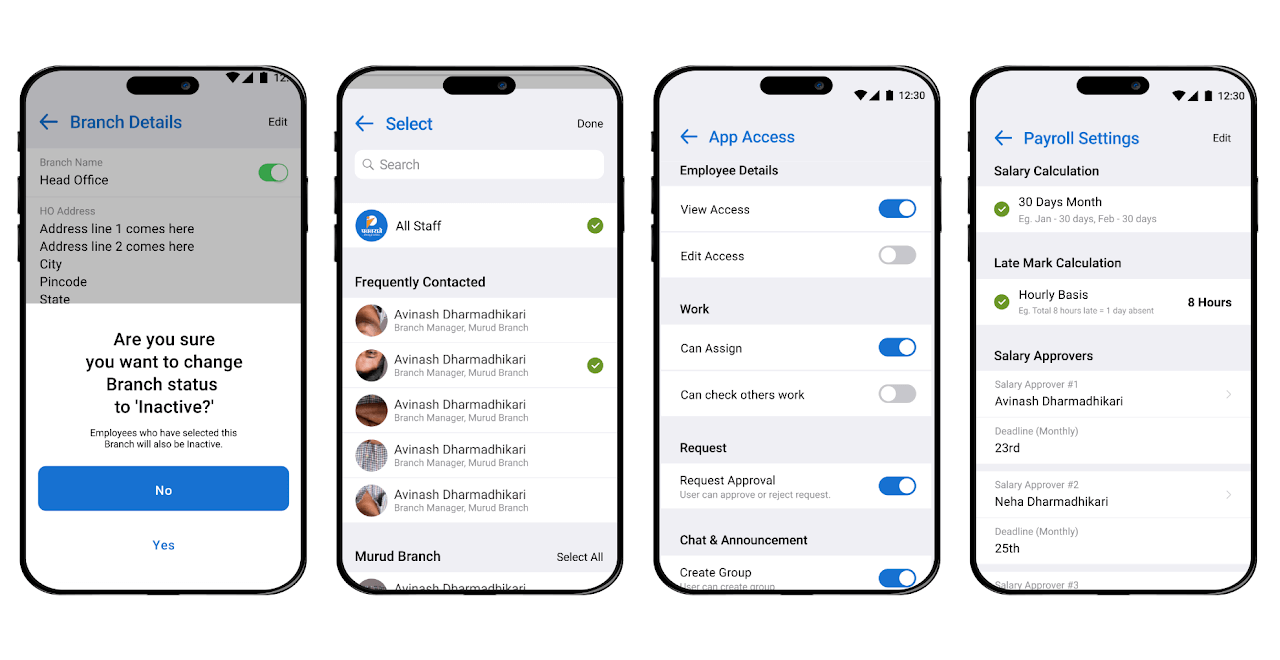 12:
Branch Details
Edit
Branch Name
Head Office
HO Address
Address line 1 comes here
Address line 2 comes here
City
Pincode
State
Are you sure
you want to change
Branch status
to 'Inactive?'
Employees who have selected this
Branch will also be Inactive.
No
Yes
Select
Done
Search
All Staff
Frequently Contacted
Avinash Dharmadhikari
Branch Manager, Murud Branch
Avinash Dharmadhikari
Branch Manager, Murud Branch
Avinash Dharmadhikari
Branch Manager, Murud Branch
Avinash Dharmadhikari
Branch Manager, Murud Branch
Avinash Dharmadhikari
Branch Manager, Murud Branch
Murud Branch
Select All
Avinash Dharmadhikari
12:30
App Access
Employee Details
View Access
Edit Access
Work
Can Assign
Can check others work
Request
Request Approval
User can approve or reject request.
Chat & Announcement
Create Group
User can create group
12:30
Payroll Settings
Edit
Salary Calculation
30 Days Month
Eg. Jan - 30 days, Feb - 30 days
Late Mark Calculation
Hourly Basis
8 Hours
Eg. Total 8 hours late = 1 day absent
Salary Approvers
Salary Approver #1
Avinash Dharmadhikari
Deadline (Monthly)
23rd
Salary Approver #2
Neha Dharmadhikari
Deadline (Monthly)
25th
Salary Approver #3